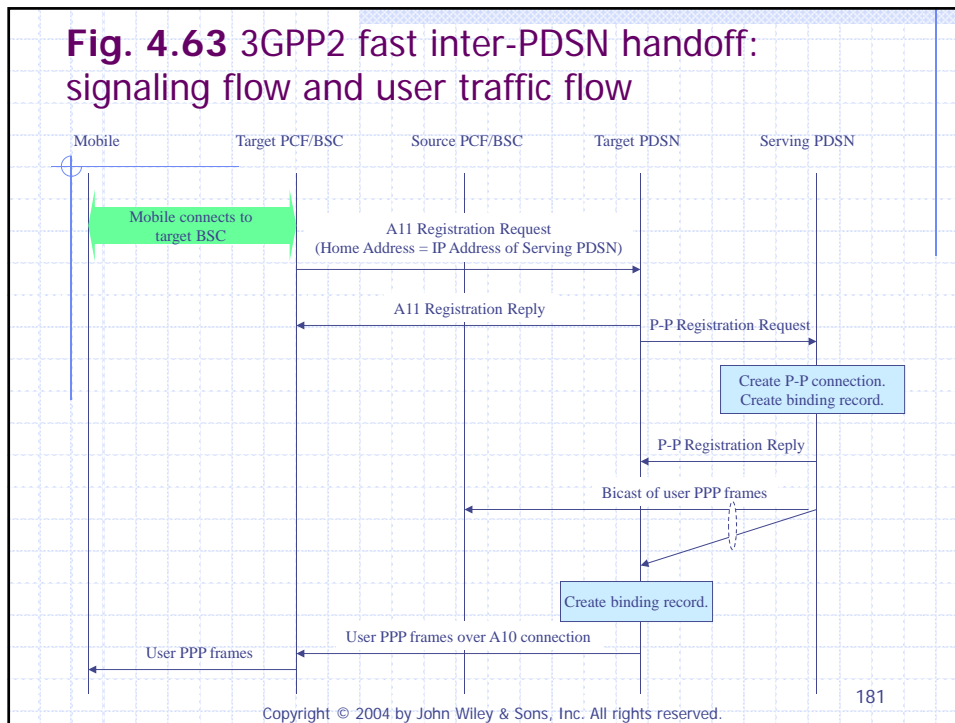 Fig. 4.63 3GPP2 fast inter-PDSN handoff:
signaling flow and user traffic flow
Mobile
Target PCF/BSC
Source PCF/BSC
Target PDSN
Serving PDSN
Mobile connects to
target BSC
A11 Registration Request
(Home Address = IP Address of Serving PDSN)
A11 Registration Reply
P-P Registration Request
Create P-P connection.
Create binding record.
P-P Registration Reply
Bicast of user PPP frames
Create binding record.
User PPP frames over A10 connection
User PPP frames
181
Copyright © 2004 by John Wiley & Sons, Inc. All rights reserved.